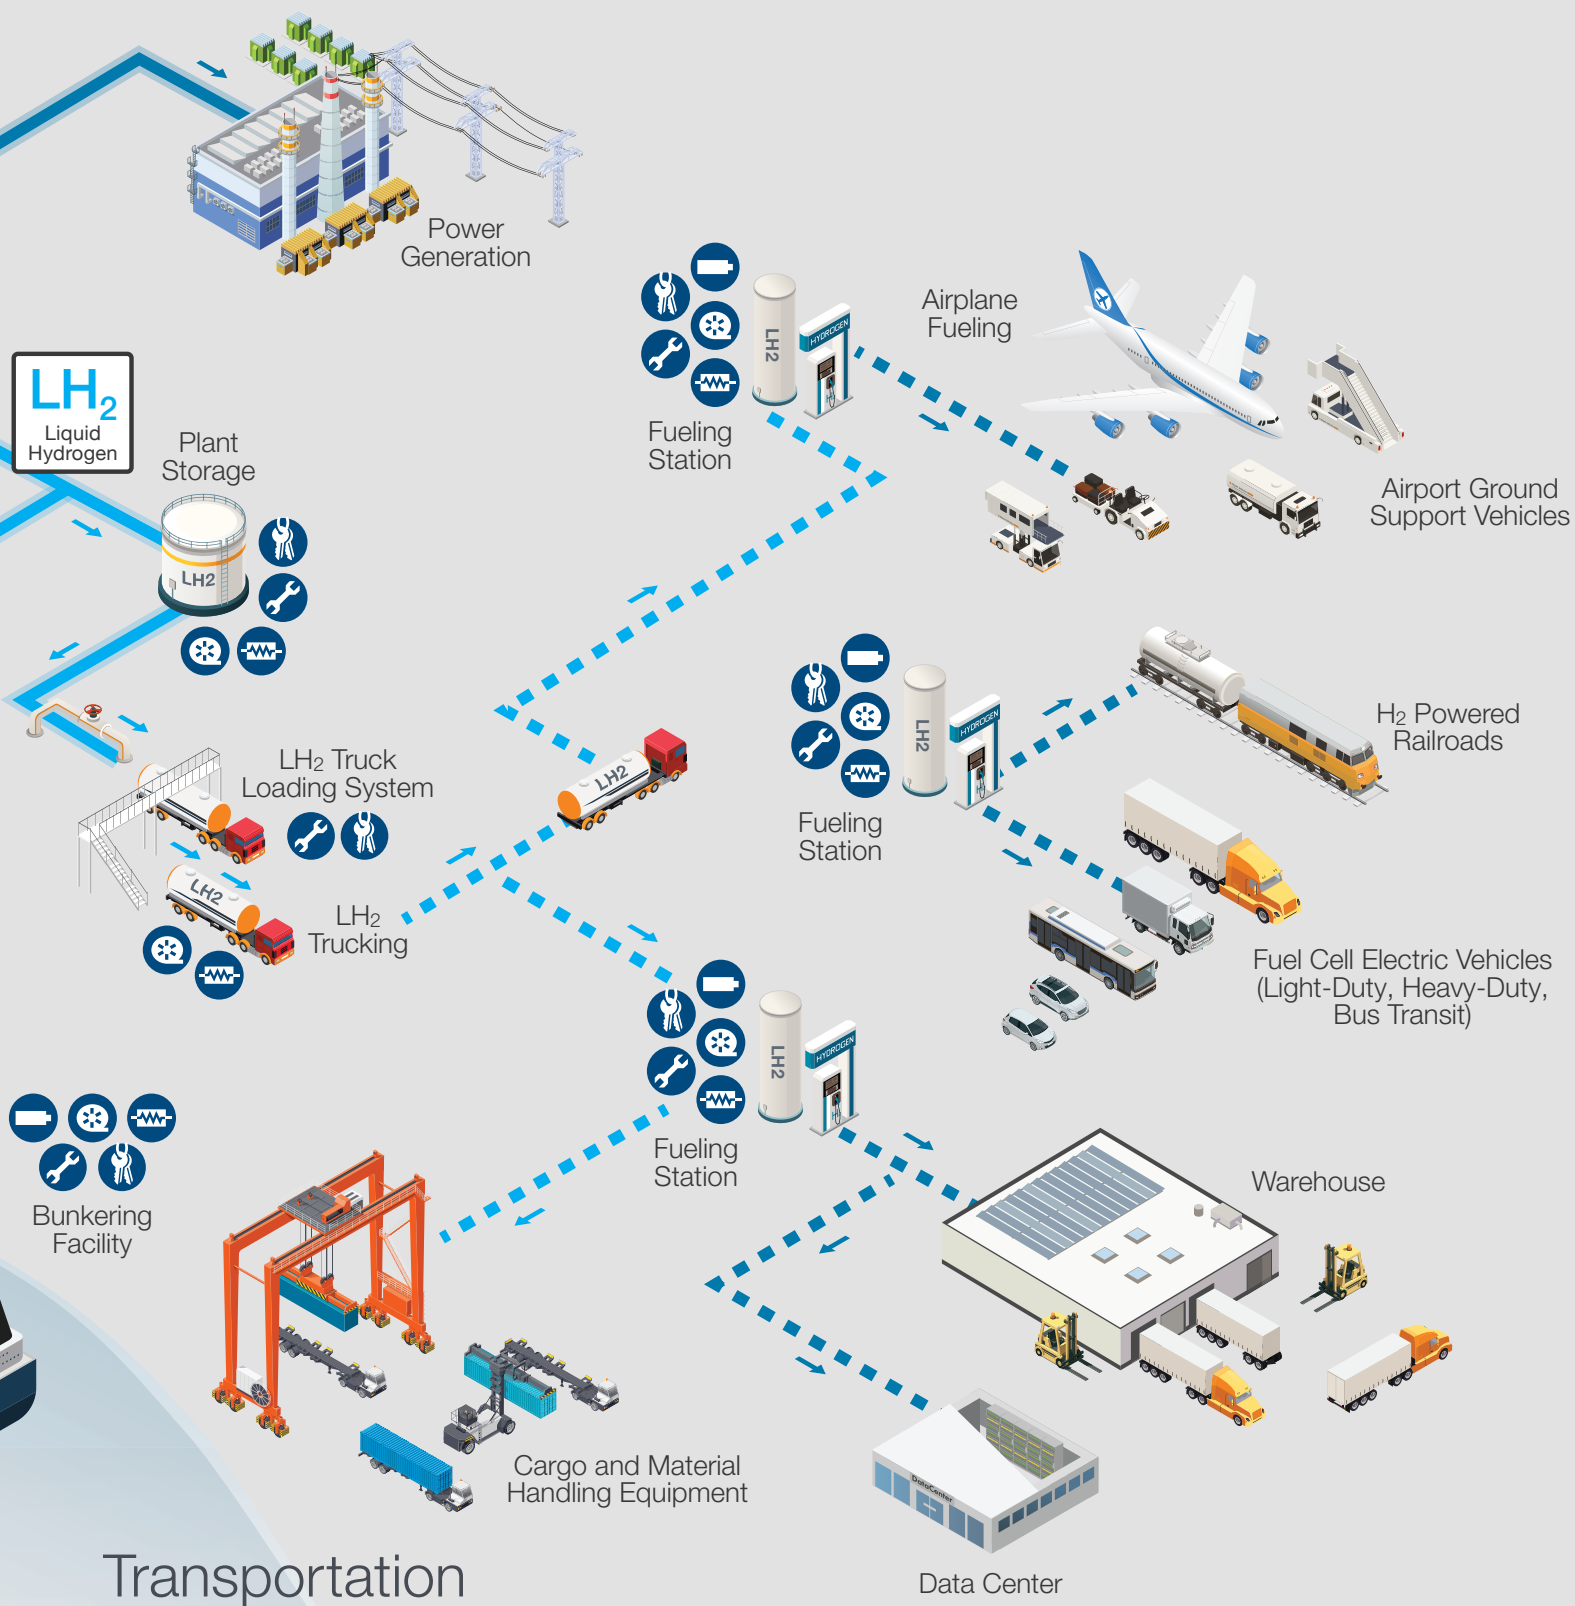 Power
Generation
Airplane
Fueling
LH2
HYDROGEN
LH₂
Liquid
Hydrogen
Plant
Storage
Fueling
Station
Airport Ground
Support Vehicles
LH2
LH2
HYDROGEN
H₂ Powered
Railroads
LH₂ Truck
Loading System
LH2
Fueling
Station
LH2
LH₂
Trucking
Fuel Cell Electric Vehicles
(Light-Duty, Heavy-Duty,
Bus Transit)
LH2
HYDROGEN
Fueling
Station
Warehouse
Bunkering
Facility
Cargo and Material
Handling Equipment
DataCenter
Data Center
Transportation